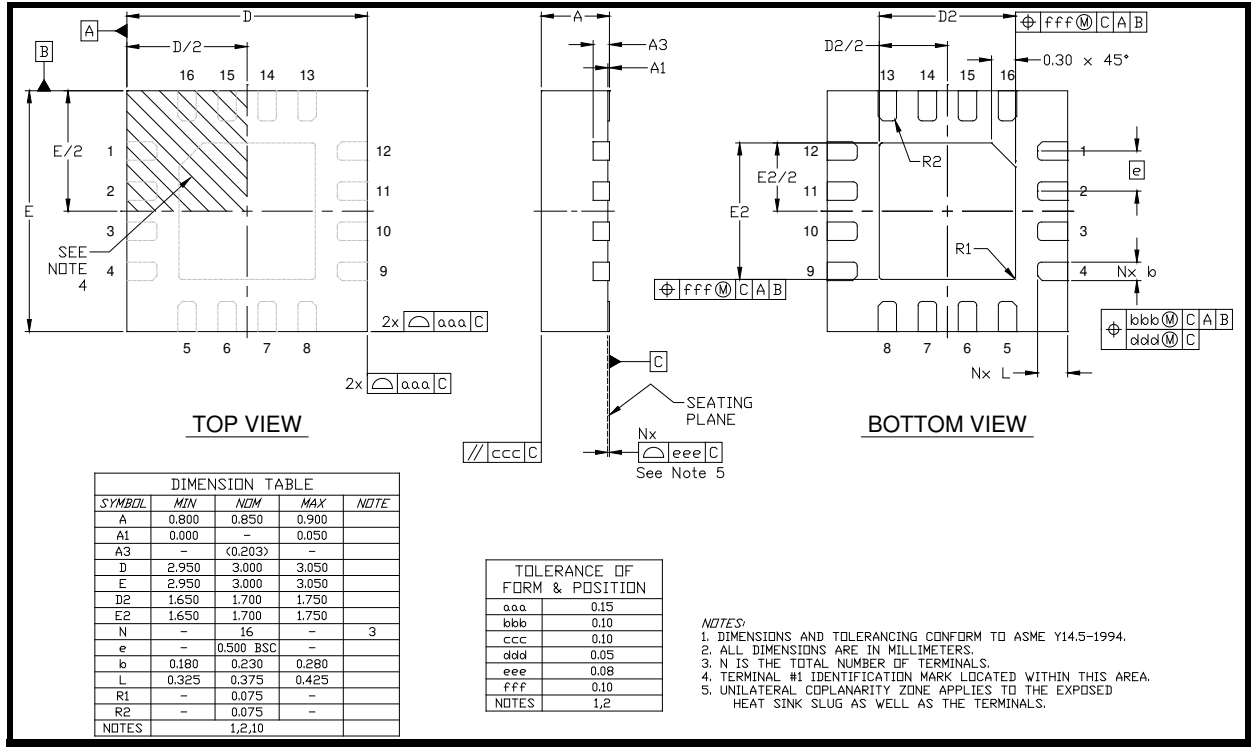 D
A
D2
fff Ⓜ C A B
A
D/2
A3
D2/2
B
A1
0.30 x 45°
16 15 14 13
13 14 15 16
E/2
1
12
12
1
R2
e
E2/2
2
11
11
2
E
E2
3
10
10
3
SEE
NOTE
4
R1
4
9
9
4
Nx b
fff Ⓜ C A B
2x aaa C
bbb Ⓜ C A B
ddd Ⓜ C
5 6 7 8
8 7 6 5
C
Nx L
2x aaa C
SEATING
PLANE
TOP VIEW
BOTTOM VIEW
Nx
// ccc C
eee C
See Note 5
DIMENSION TABLE
SYMBOL MIN NOM MAX NOTE
A 0.800 0.850 0.900
A1 0.000 - 0.050
A3 - (0.203) -
D 2.950 3.000 3.050
E 2.950 3.000 3.050
D2 1.650 1.700 1.750
E2 1.650 1.700 1.750
N - 16 - 3
e - 0.500 BSC -
b 0.180 0.230 0.280
L 0.325 0.375 0.425
R1 - 0.075 -
R2 - 0.075 -
NOTES 1,2,10
TOLERANCE OF
FORM & POSITION
aaa 0.15
bbb 0.10
ccc 0.10
ddd 0.05
eee 0.08
fff 0.10
NOTES 1,2
NOTES:
1. DIMENSIONS AND TOLERANCING CONFORM TO ASME Y14.5-1994.
2. ALL DIMENSIONS ARE IN MILLIMETERS.
3. N IS THE TOTAL NUMBER OF TERMINALS.
4. TERMINAL #1 IDENTIFICATION MARK LOCATED WITHIN THIS AREA.
5. UNILATERAL COPLANARITY ZONE APPLIES TO THE EXPOSED
HEAT SINK SLUG AS WELL AS THE TERMINALS.